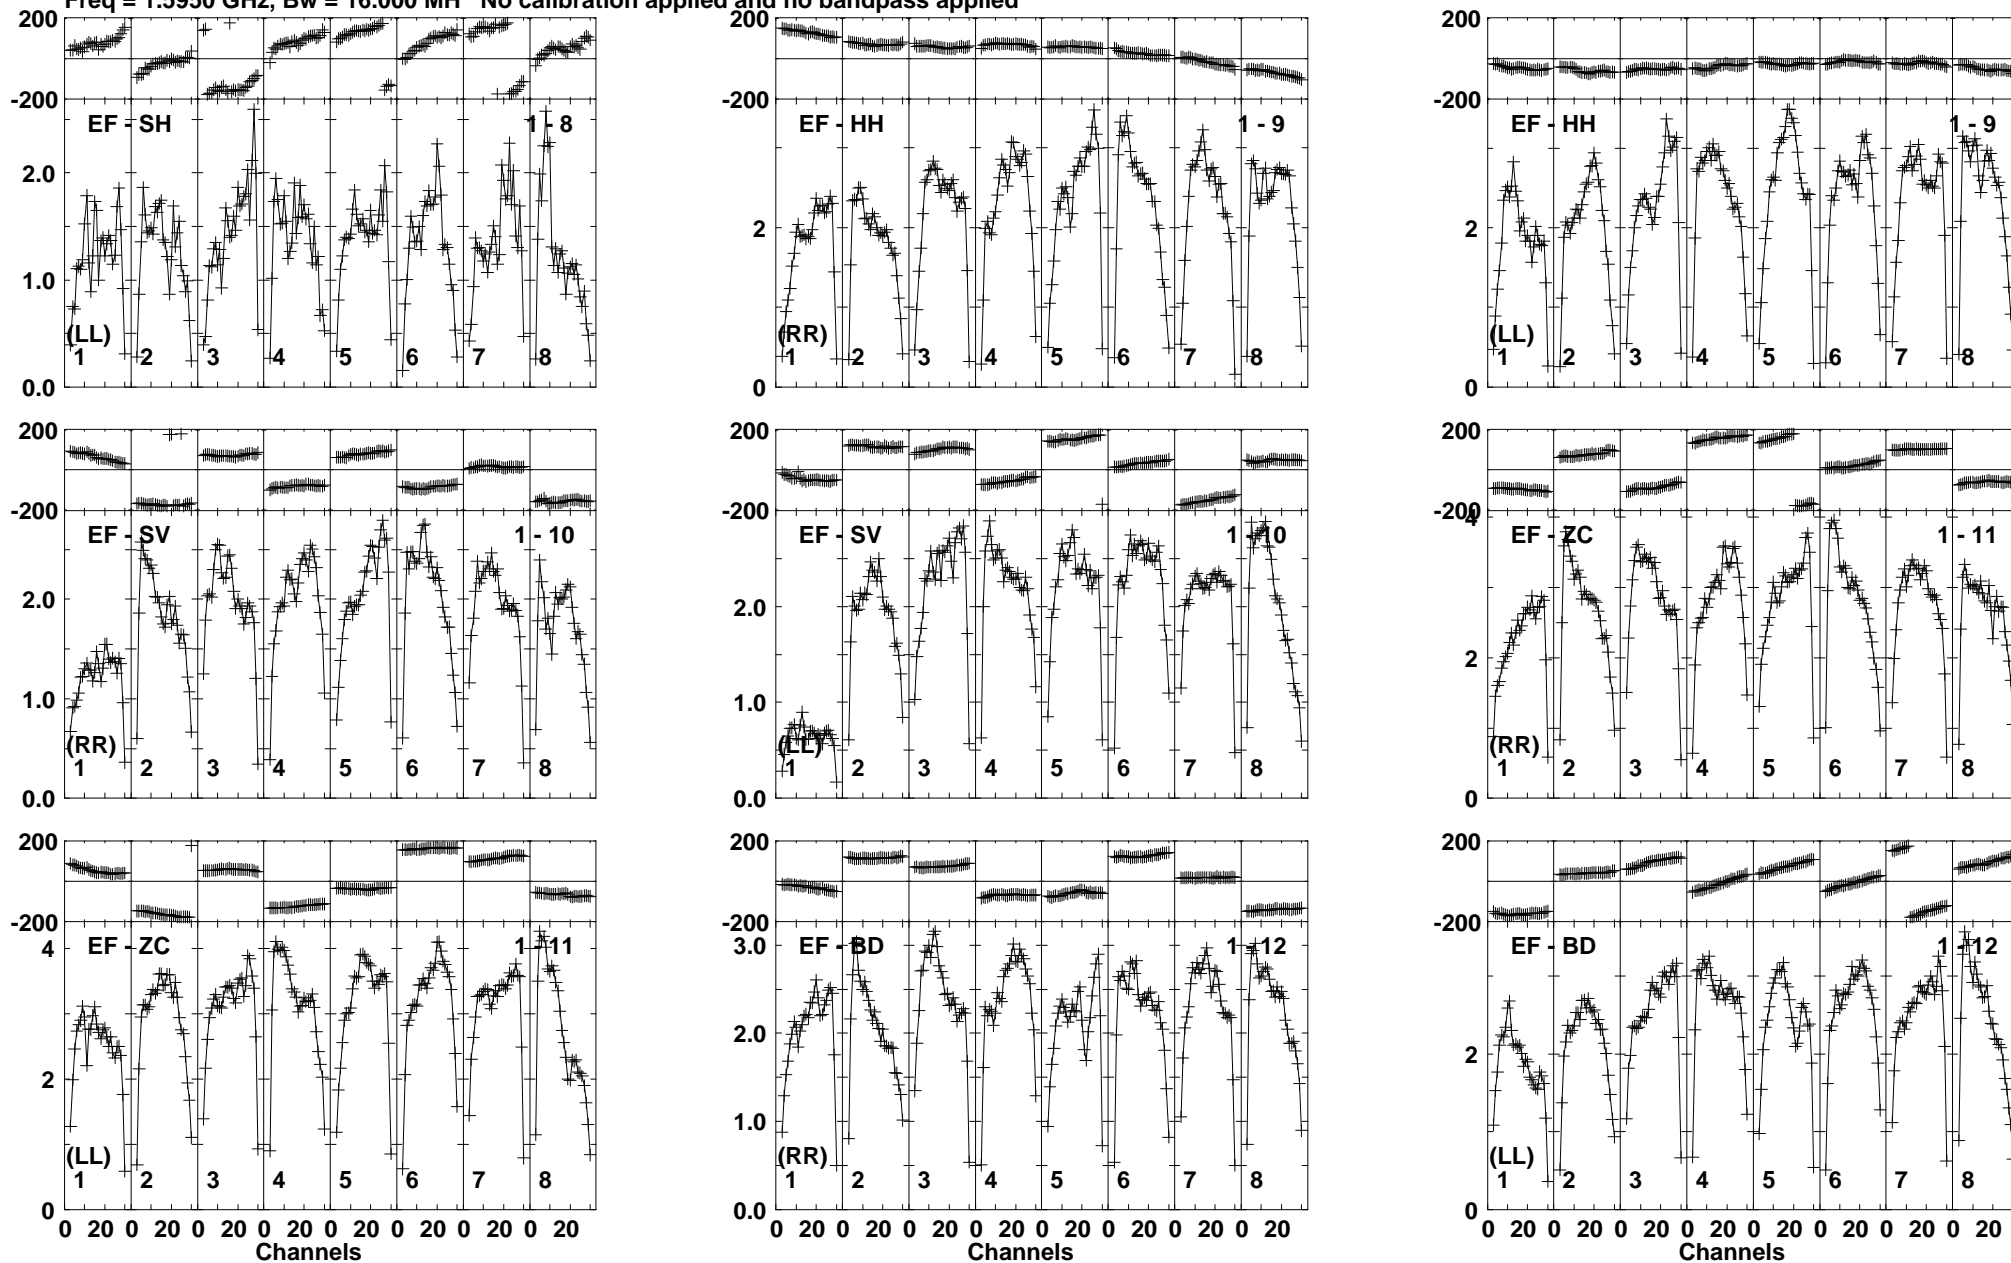 Freq = 1.5950 GHz, Bw = 16.000 MH   No calibration applied and no bandpass applied
200 200 200
-200 -200 -200
EF - SH 1 - 8 EF - HH 1 - 9 EF - HH 1 - 9
2.0 2 2
1.0
(LL) (RR) (LL)
1 2 3 4 5 6 7 8 1 2 3 4 5 6 7 8 1 2 3 4 5 6 7 8
0.0 0 0
200 200 200
-200 -200 -200
4
EF - SV 1 - 10 EF - SV 1 - 10 EF - ZC 1 - 11
2.0 2.0 2
1.0 1.0
(RR) (LL) (RR)
1 2 3 4 5 6 7 8 1 2 3 4 5 6 7 8 1 2 3 4 5 6 7 8
0.0 0.0 0
200 200 200
-200 -200 -200
EF - ZC 1 - 11 EF - BD 1 - 12 EF - BD 1 - 12
4 3.0
2 2.0 2
1.0
(LL) (RR) (LL)
1 2 3 4 5 6 7 8 1 2 3 4 5 6 7 8 1 2 3 4 5 6 7 8
0 0.0 0
0 20 0 20 0 20 0 20 0 20 0 20 0 20 0 20 0 20 0 20 0 20 0 20 0 20 0 20 0 20 0 20 0 20 0 20 0 20 0 20 0 20 0 20 0 20 0 20
Channels Channels Channels